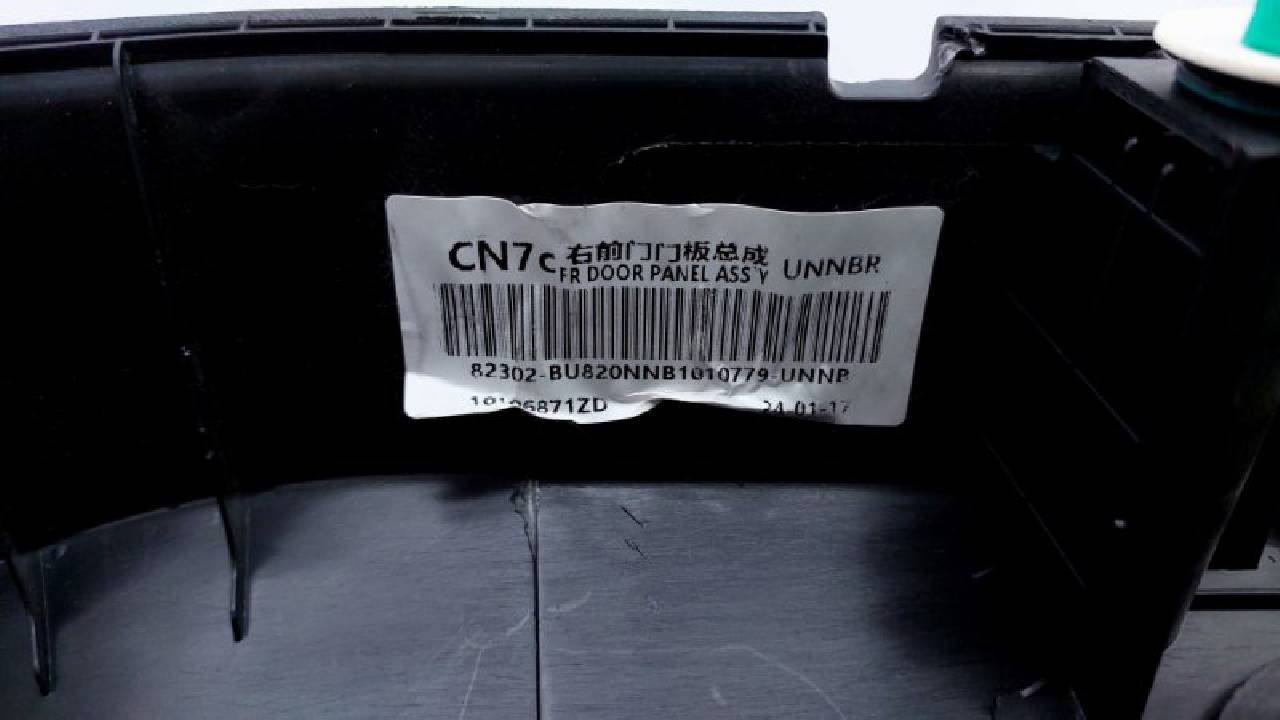 CN7c 右前门门板总成 UNNBR
FR DOOR PANEL ASS'Y
82302-BU820NNB1010779-UNNB
24-01-17